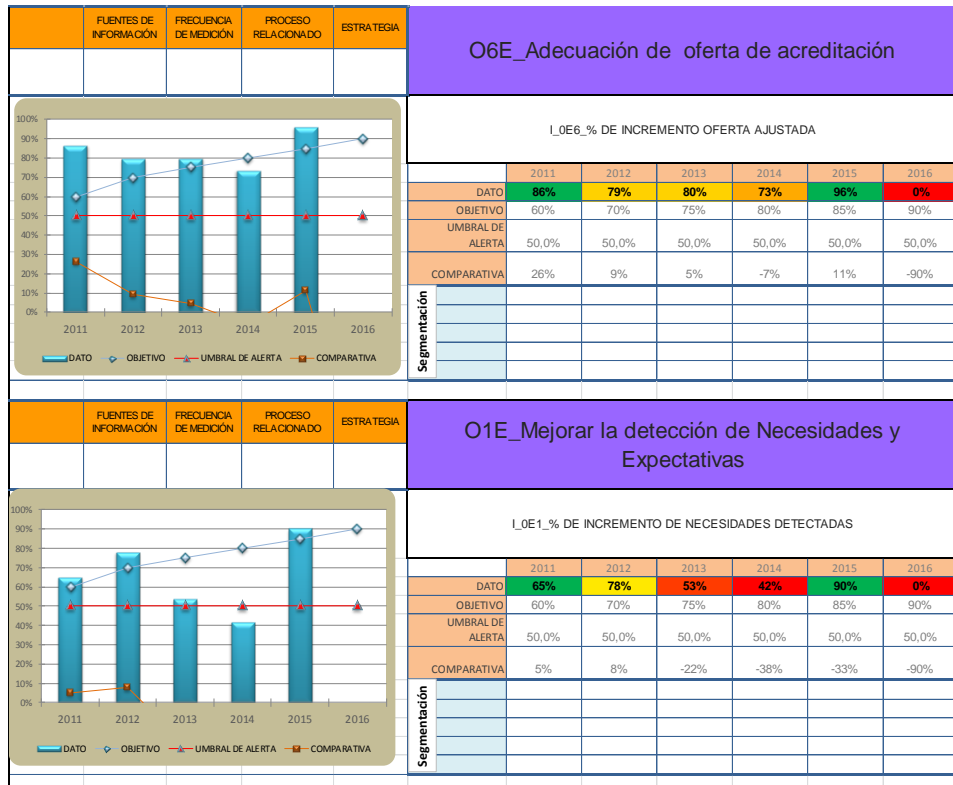 FUENTES DE INFORMACIÓN
FRECUENCIA DE MEDICIÓN
PROCESO RELACIONADO
ESTRATEGIA
O6E_Adecuación de oferta de acreditación
I_0E6_% DE INCREMENTO OFERTA AJUSTADA
100%
90%
80%
70%
60%
50%
40%
30%
20%
10%
0%
2011 2012 2013 2014 2015 2016
DATO OBJETIVO UMBRAL DE ALERTA COMPARATIVA
2011 2012 2013 2014 2015 2016
DATO 86% 79% 80% 73% 96% 0%
OBJETIVO 60% 70% 75% 80% 85% 90%
UMBRAL DE
ALERTA 50,0% 50,0% 50,0% 50,0% 50,0% 50,0%
COMPARATIVA 26% 9% 5% -7% 11% -90%
Segmentación
FUENTES DE INFORMACIÓN
FRECUENCIA DE MEDICIÓN
PROCESO RELACIONADO
ESTRATEGIA
O1E_Mejorar la detección de Necesidades y
Expectativas
I_0E1_% DE INCREMENTO DE NECESIDADES DETECTADAS
100%
90%
80%
70%
60%
50%
40%
30%
20%
10%
0%
2011 2012 2013 2014 2015 2016
DATO OBJETIVO UMBRAL DE ALERTA COMPARATIVA
2011 2012 2013 2014 2015 2016
DATO 65% 78% 53% 42% 90% 0%
OBJETIVO 60% 70% 75% 80% 85% 90%
UMBRAL DE
ALERTA 50,0% 50,0% 50,0% 50,0% 50,0% 50,0%
COMPARATIVA 5% 8% -22% -38% -33% -90%
Segmentación